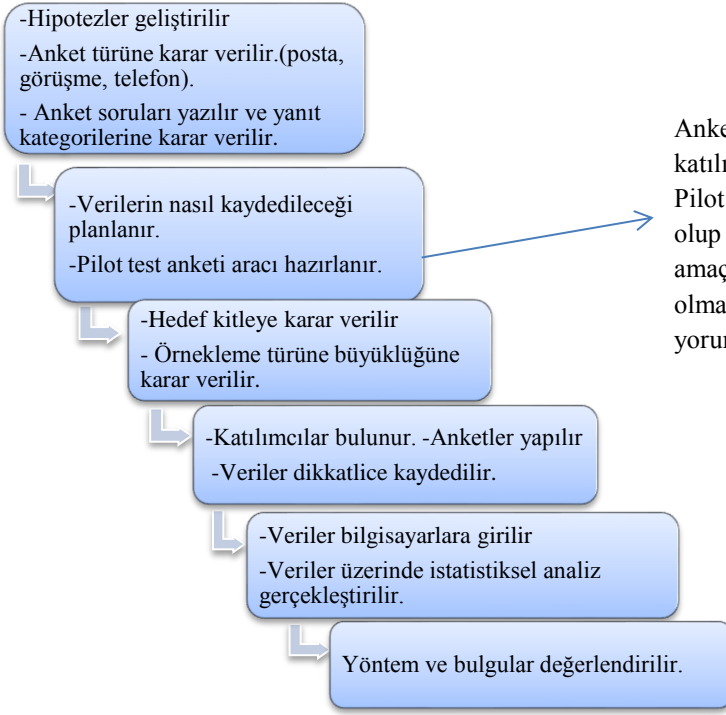 -Hipotezler geliştirilir
-Anket türüne karar verilir.(posta,
görüşme, telefon).
- Anket soruları yazılır ve yanıt
kategorilerine karar verilir.
-Verilerin nasıl kaydedileceği
planlanır.
-Pilot test anketi aracı hazırlanır.
-Hedef kitleye karar verilir
- Örnekleme türüne büyüklüğüne
karar verilir.
-Katılımcılar bulunur. -Anketler yapılır
-Veriler dikkatlice kaydedilir.
-Veriler bilgisayarlara girilir
-Veriler üzerinde istatistiksel analiz
gerçekleştirilir.
Yöntem ve bulgular değerlendirilir.
Pilot
olup